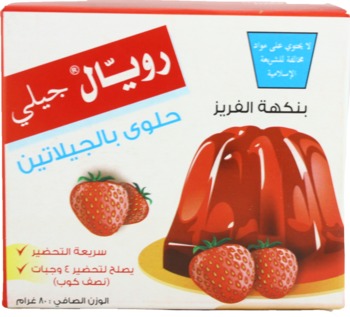 رويال® جيلي
حلوى بالجيلاتين
لا يحتوي على مواد
مخالفة للشريعة
الإسلامية
بنكهة الفريز
✓ سريعة التحضير
✓ يصلح لتحضير ٤ وجبات
(نصف كوب)
الوزن الصافي : ٨٠ غرام